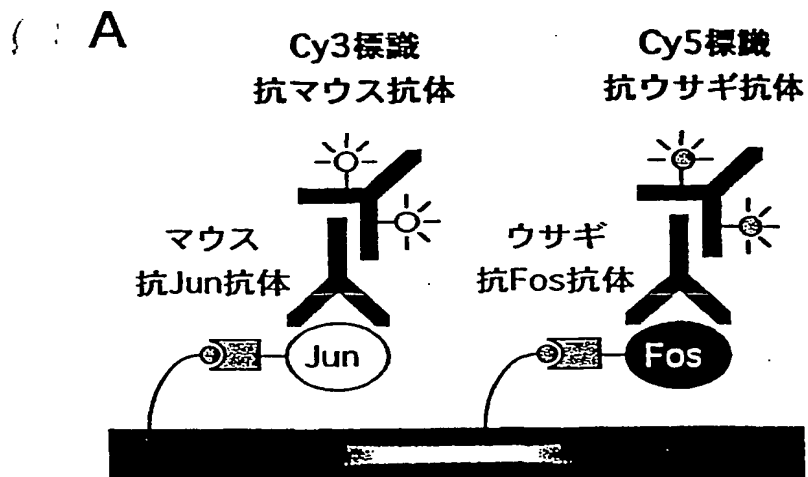 A
Cy3標識
抗マウス抗体
Cy5標識
抗ウサギ抗体
マウス
抗Jun抗体
ウサギ
抗Fos抗体
Jun
Fos